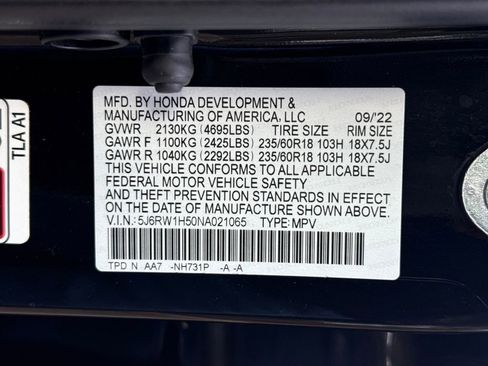 MFD. BY HONDA DEVELOPMENT &
MANUFACTURING OF AMERICA, LLC 09/22
GVWR 2130KG (4695LBS) TIRE SIZE RIM SIZE
GAWR F 1100KG (2425LBS) 235/60R18 103H 18X7.5J
GAWR R 1040KG (2292LBS) 235/60R18 103H 18X7.5J
THIS VEHICLE CONFORMS TO ALL APPLICABLE
FEDERAL MOTOR VEHICLE SAFETY
AND THEFT PREVENTION STANDARDS IN EFFECT
ON THE DATE OF MANUFACTURE SHOWN ABOVE.
V.I.N.: 5J6RW1H50NA021065 TYPE: MPV
TPD N AA7 -NH731P -A -A
TLA A1